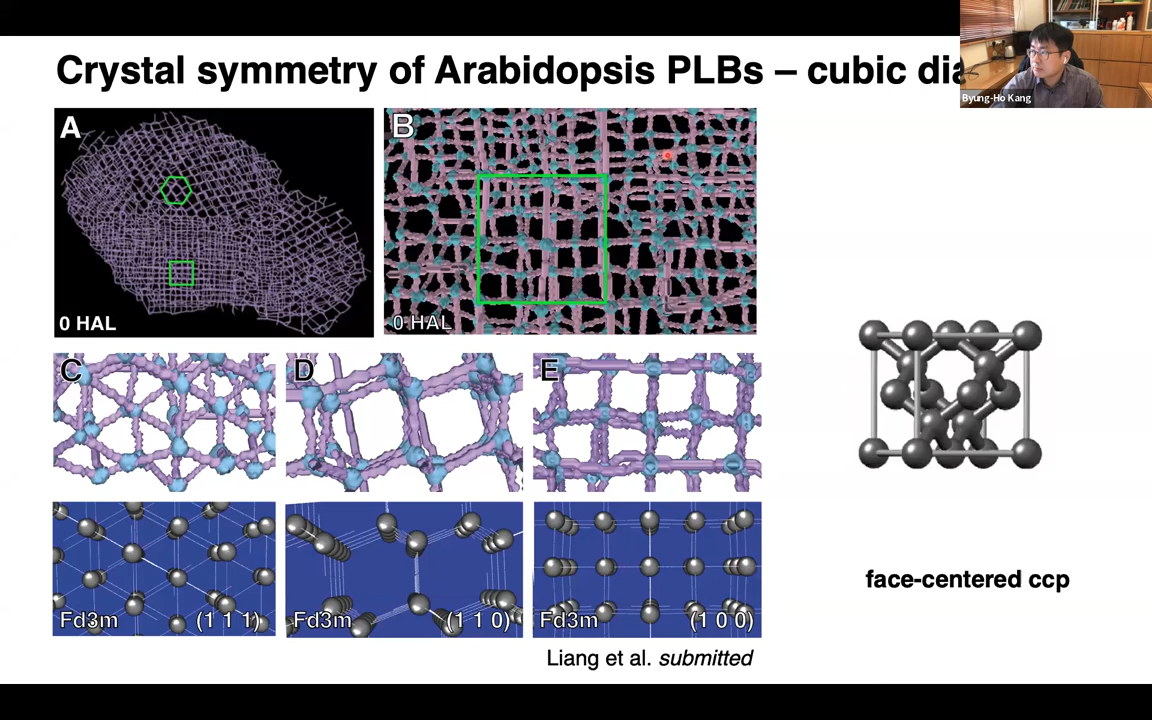 Crystal symmetry of Arabidopsis PLBs – cubic dia
Byung-Ho Kang
A
B
0 HAL
0 HAL
C
D
E
Fd3m
(1 1 1)
Fd3m
(1 1 0)
Fd3m
(1 0 0)
face-centered ccp
Liang et al. submitted